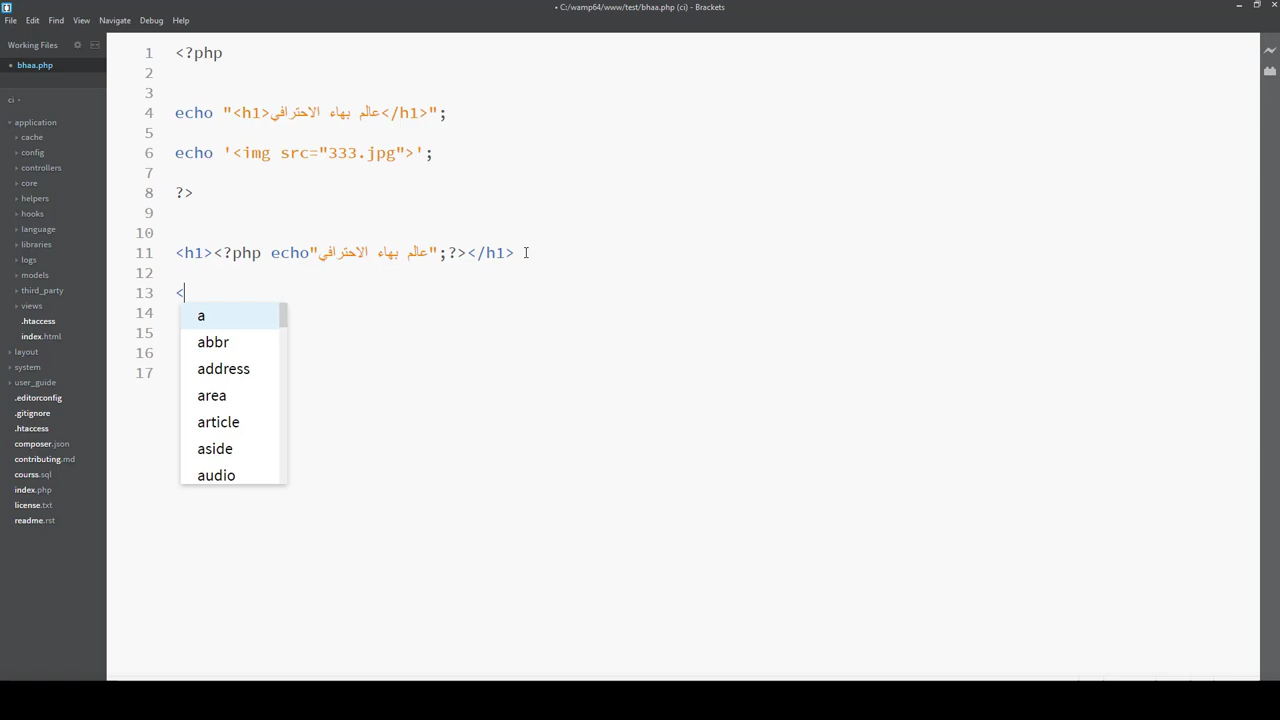 • C:/wamp64/www/test/bhaa.php (ci) - Brackets
File Edit Find View Navigate Debug Help
Working Files
• bhaa.php
ci
application
cache
config
controllers
core
helpers
hooks
language
libraries
logs
models
third_party
views
.htaccess
index.html
layout
system
user_guide
.editorconfig
.gitignore
.htaccess
composer.json
contributing.md
courss.sql
index.php
license.txt
readme.rst
1 <?php
2
3
4 echo "<h1>عالم بهاء الاحترافي</h1>";
5
6 echo '<img src="333.jpg">';
7
8 ?>
9
10
11 <h1><?php echo"عالم بهاء الاحترافي";?></h1>
12
13 <
14
15
16
17
a
abbr
address
area
article
aside
audio